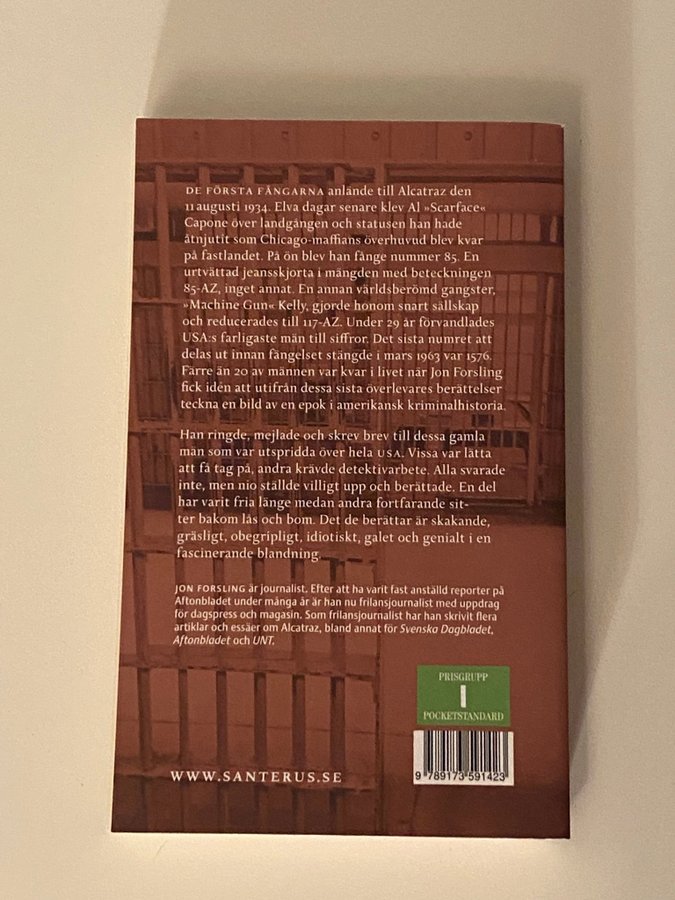 DE FÖRSTA FÅNGARNA anlände till Alcatraz den
11 augusti 1934. Elva dagar senare klev Al »Scarface«
Capone över landgången och statusen han hade
åtnjutit som Chicago-maffians överhuvud blev kvar
på fastlandet. På ön blev han fånge nummer 85. En
urtvättad jeansskjorta i mängden med beteckningen
85-AZ, inget annat. En annan världsberömd gangster,
»Machine Gun« Kelly, gjorde honom snart sällskap
och reducerades till 117-AZ. Under 29 år förvandlades
USA:s farligaste män till siffror. Det sista numret att
delas ut innan fängelset stängde i mars 1963 var 1576.
Färre än 20 av männen var kvar i livet när Jon Forsling
fick idén att utifrån dessa sista överlevares berättelser
teckna en bild av en epok i amerikansk kriminalhistoria.
Han ringde, mejlade och skrev brev till dessa gamla
män som var utspridda över hela USA. Vissa var lätta
att få tag på, andra krävde detektivarbete. Alla svarade
inte, men nio ställde villigt upp och berättade. En del
har varit fria länge medan andra fortfarande sit-
ter bakom lås och bom. Det de berättar är skakande,
gräsligt, obegripligt, idiotiskt, galet och genialt i en
fascinerande blandning.
JON FORSLING är journalist. Efter att ha varit fast anställd reporter på
Aftonbladet under många år är han nu frilansjournalist med uppdrag
för dagspress och magasin. Som frilansjournalist har han skrivit flera
artiklar och essäer om Alcatraz, bland annat för Svenska Dagbladet,
Aftonbladet och UNT.
PRISGRUPP
I
POCKETSTANDARD
WWW.SANTERUS.SE
9 789173 591423